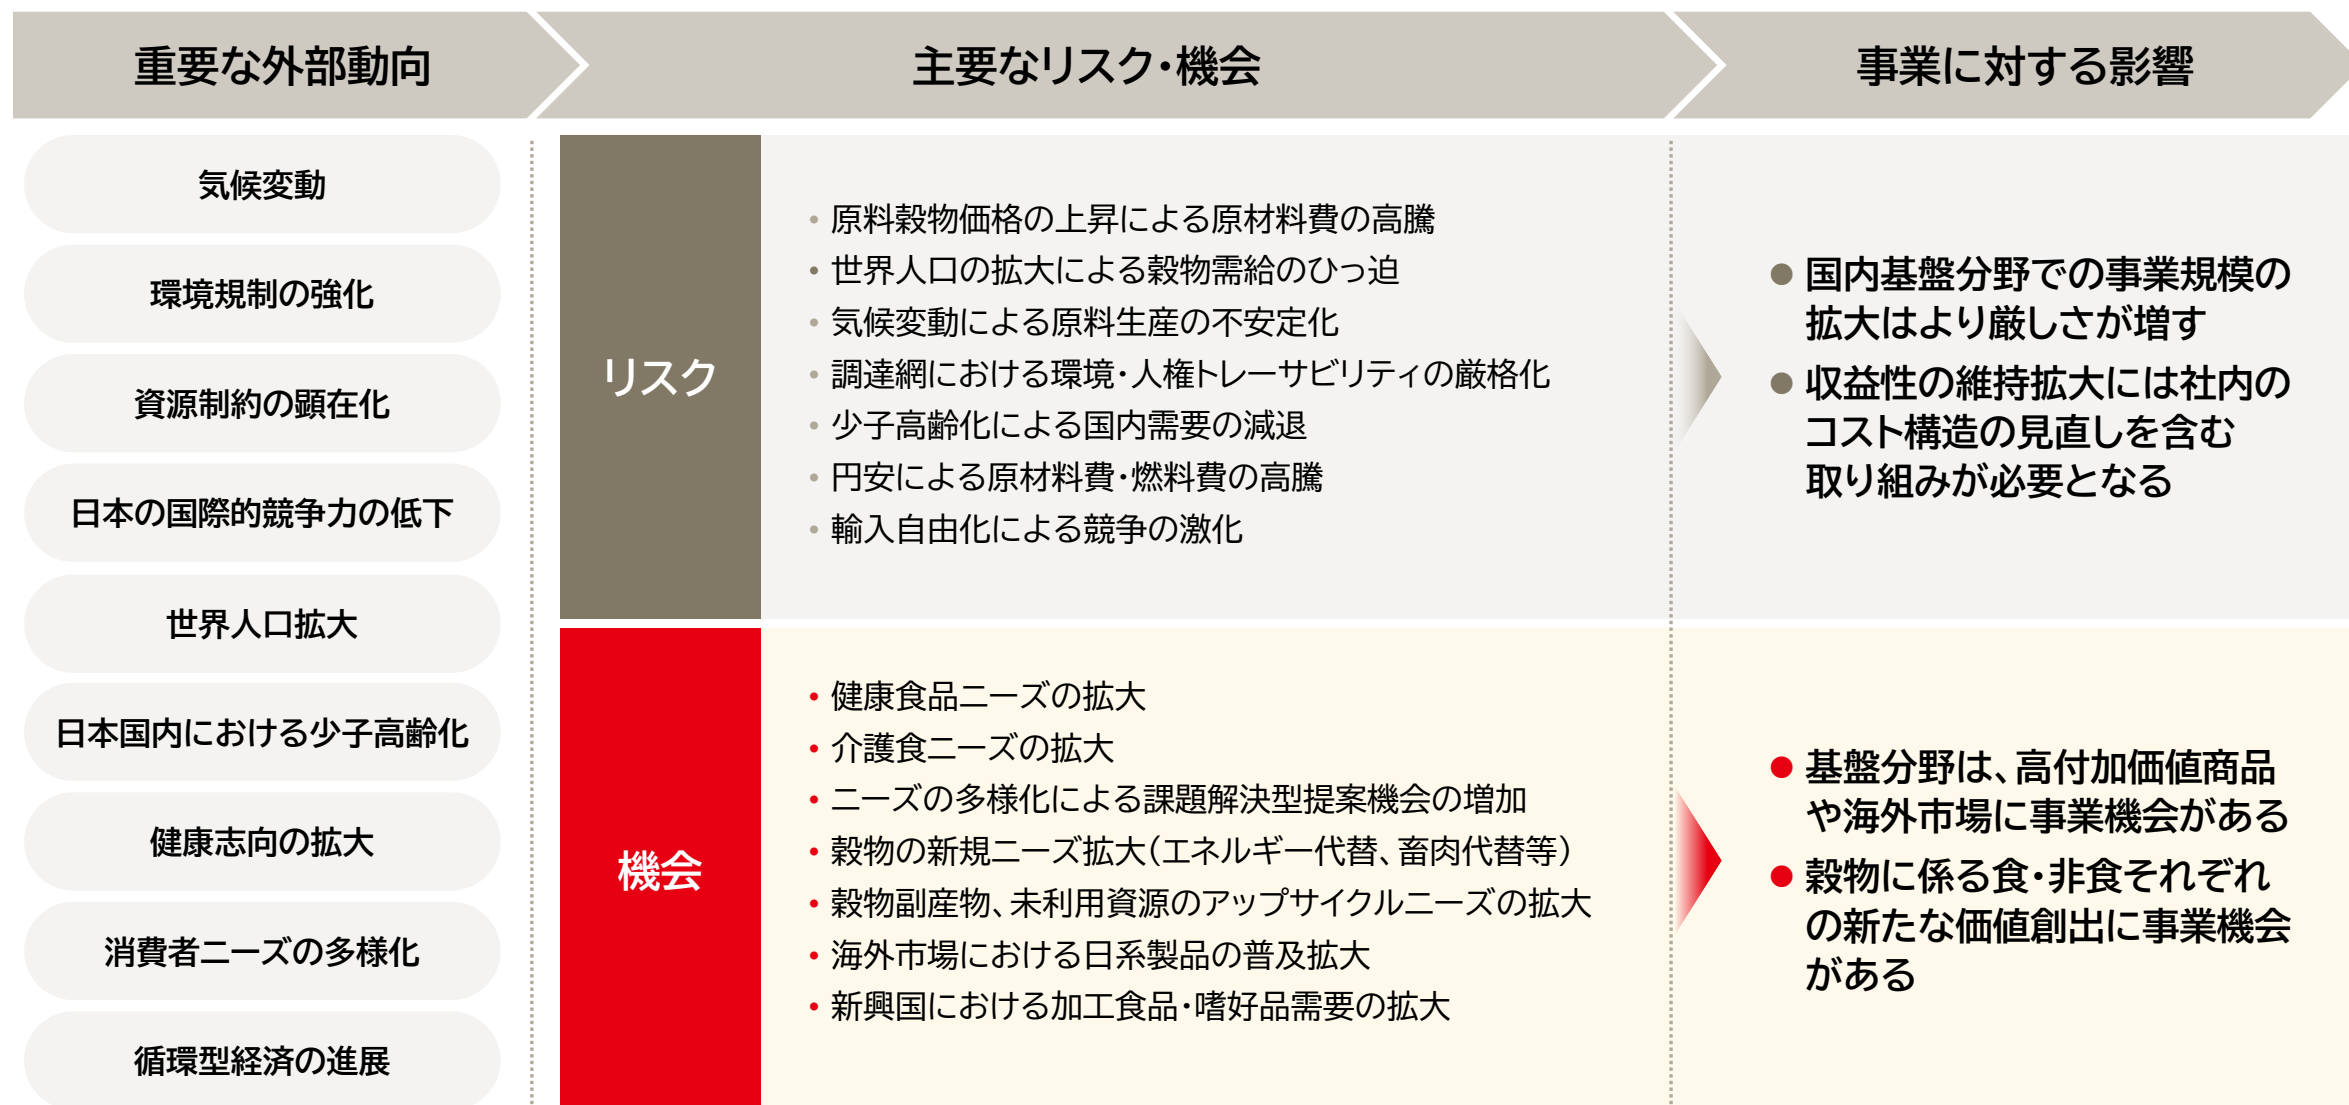 重要な外部動向
主要なリスク・機会
事業に対する影響
気候変動
環境規制の強化
資源制約の顕在化
日本の国際的競争力の低下
世界人口拡大
日本国内における少子高齢化
健康志向の拡大
消費者ニーズの多様化
循環型経済の進展
リスク
・原料穀物価格の上昇による原材料費の高騰
・世界人口の拡大による穀物需給のひっ迫
・気候変動による原料生産の不安定化
・調達網における環境・人権トレーサビリティの厳格化
・少子高齢化による国内需要の減退
・円安による原材料費・燃料費の高騰
・輸入自由化による競争の激化
● 国内基盤分野での事業規模の
拡大はより厳しさが増す
● 収益性の維持拡大には社内の
コスト構造の見直しを含む
取り組みが必要となる
機会
・健康食品ニーズの拡大
・介護食ニーズの拡大
・ニーズの多様化による課題解決型提案機会の増加
・穀物の新規ニーズ拡大（エネルギー代替、畜肉代替等）
・穀物副産物、未利用資源のアップサイクルニーズの拡大
・海外市場における日系製品の普及拡大
・新興国における加工食品・嗜好品需要の拡大
● 基盤分野は、高付加価値商品
や海外市場に事業機会がある
● 穀物に係る食・非食それぞれ
の新たな価値創出に事業機会
がある